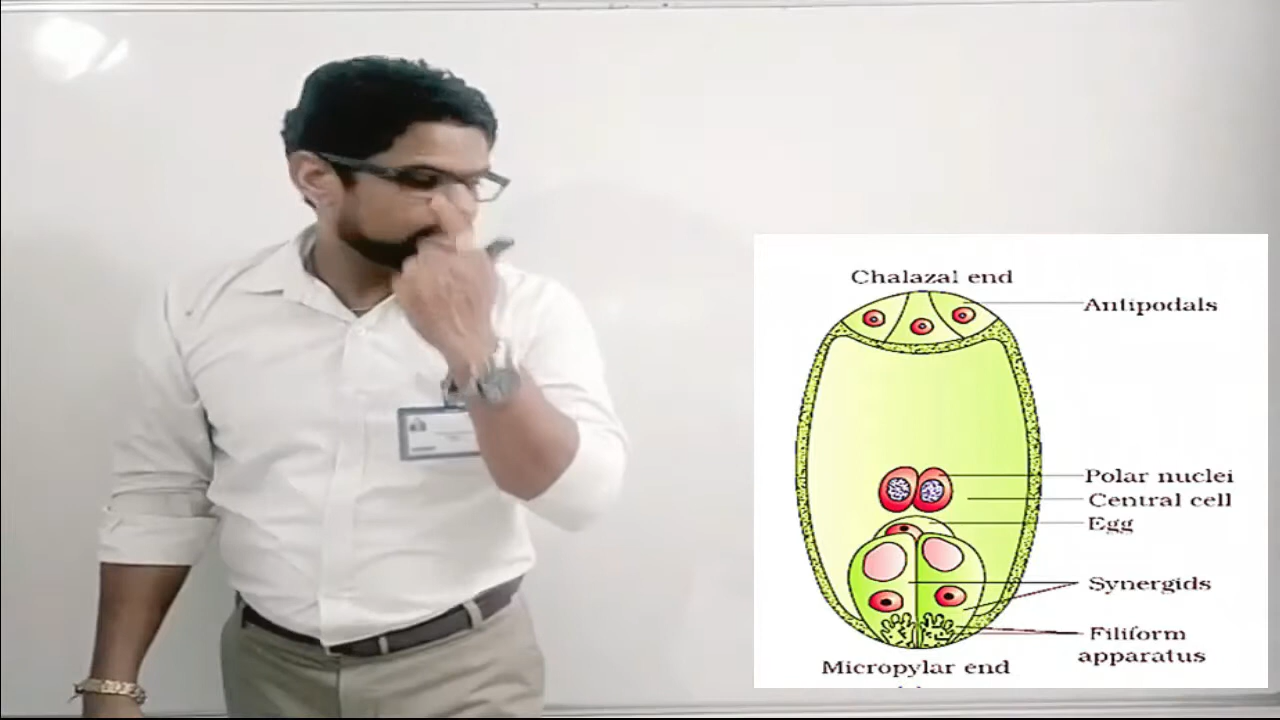 Chalazal end
Antipodals
Polar nuclei
Central cell
Egg
Synergids
Filiform
apparatus
Micropylar end